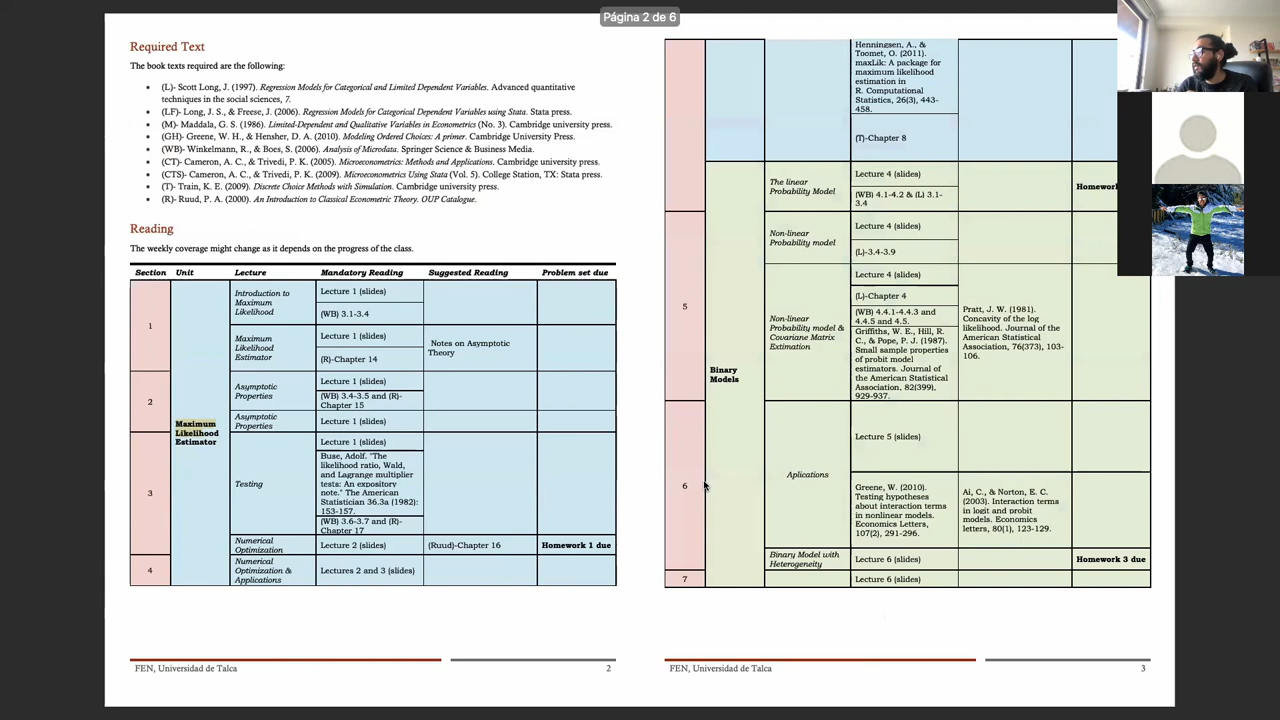 Página 2 de 6
Required Text
The book texts required are the following:
• (L)- Scott Long, J. (1997). Regression Models for Categorical and Limited Dependent Variables. Advanced quantitative
techniques in the social sciences, 7.
• (LF)- Long, J. S., & Freese, J. (2006). Regression Models for Categorical Dependent Variables using Stata. Stata press.
• (M)- Maddala, G. S. (1986). Limited-Dependent and Qualitative Variables in Econometrics (No. 3). Cambridge university press.
• (GH)- Greene, W. H., & Hensher, D. A. (2010). Modeling Ordered Choices: A primer. Cambridge University Press.
• (WB)- Winkelmann, R., & Boes, S. (2006). Analysis of Microdata. Springer Science & Business Media.
• (CT)- Cameron, A. C., & Trivedi, P. K. (2005). Microeconometrics: Methods and Applications. Cambridge university press.
• (CTS)- Cameron, A. C., & Trivedi, P. K. (2009). Microeconometrics Using Stata (Vol. 5). College Station, TX: Stata press.
• (T)- Train, K. E. (2009). Discrete Choice Methods with Simulation. Cambridge university press.
• (R)- Ruud, P. A. (2000). An Introduction to Classical Econometric Theory. OUP Catalogue.
Reading
The weekly coverage might change as it depends on the progress of the class.
Section Unit Lecture Mandatory Reading Suggested Reading Problem set due
1
Maximum
Likelihood
Estimator
Introduction to
Maximum
Likelihood
Lecture 1 (slides)
(WB) 3.1-3.4
Maximum
Likelihood
Estimator
Lecture 1 (slides)
(R)-Chapter 14
Notes on Asymptotic
Theory
2
Asymptotic
Properties
Lecture 1 (slides)
(WB) 3.4-3.5 and (R)-
Chapter 15
Asymptotic
Properties
Lecture 1 (slides)
3
Testing
Lecture 1 (slides)
Buse, Adolf. "The
likelihood ratio, Wald,
and Lagrange multiplier
tests: An expository
note." The American
Statistician 36.3a (1982):
153-157.
(WB) 3.6-3.7 and (R)-
Chapter 17
Numerical
Optimization
Lecture 2 (slides)
(Ruud)-Chapter 16
Homework 1 due
4
Numerical
Optimization &
Applications
Lectures 2 and 3 (slides)
FEN, Universidad de Talca
2
Henningsen, A., &
Toomet, O. (2011).
maxLik: A package for
maximum likelihood
estimation in
R. Computational
Statistics, 26(3), 443-
458.
(T)-Chapter 8
5
Binary
Models
The linear
Probability Model
Lecture 4 (slides)
(WB) 4.1-4.2 & (L) 3.1-
3.4
Homework
Non-linear
Probability model
Lecture 4 (slides)
(L)-3.4-3.9
Non-linear
Probability model &
Covariane Matrix
Extimation
Lecture 4 (slides)
(L)-Chapter 4
(WB) 4.4.1-4.4.3 and
4.4.5 and 4.5.
Griffiths, W. E., Hill, R.
C., & Pope, P. J. (1987).
Small sample properties
of probit model
estimators. Journal of
the American Statistical
Association, 82(399),
929-937.
Pratt, J. W. (1981).
Concavity of the log
likelihood. Journal of the
American Statistical
Association, 76(373), 103-
106.
6
Aplications
Lecture 5 (slides)
Greene, W. (2010).
Testing hypotheses
about interaction terms
in nonlinear models.
Economics Letters,
107(2), 291-296.
Ai, C., & Norton, E. C.
(2003). Interaction terms
in logit and probit
models. Economics
letters, 80(1), 123-129.
Binary Model with
Heterogeneity
Lecture 6 (slides)
Homework 3 due
7
Lecture 6 (slides)
FEN, Universidad de Talca
3